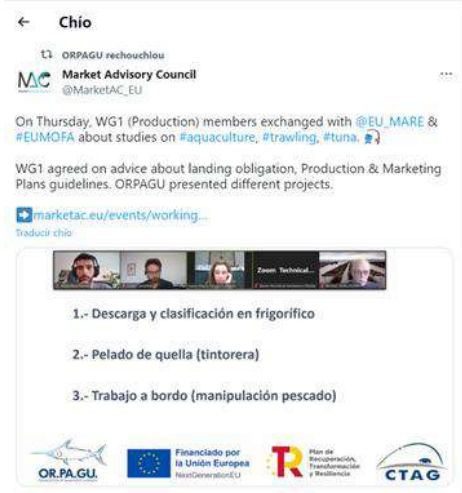 ← Chío
ORPAGU rechouchiou
MAC Market Advisory Council
@MarketAC_EU
On Thursday, WG1 (Production) members exchanged with @EU_MARE &
#EUMOFA about studies on #aquaculture, #trawling, #tuna.
WG1 agreed on advice about landing obligation, Production & Marketing
Plans guidelines. ORPAGU presented different projects.
marketac.eu/events/working...
Traducir chío
Zoom Technical...
1.- Descarga y clasificación en frigorífico
2.- Pelado de quella (tintorera)
3.- Trabajo a bordo (manipulación pescado)
OR.PA.GU.
Financiado por
la Unión Europea
NextGenerationEU
Plan de
Recuperación,
Transformación
y Resiliencia
CTAG